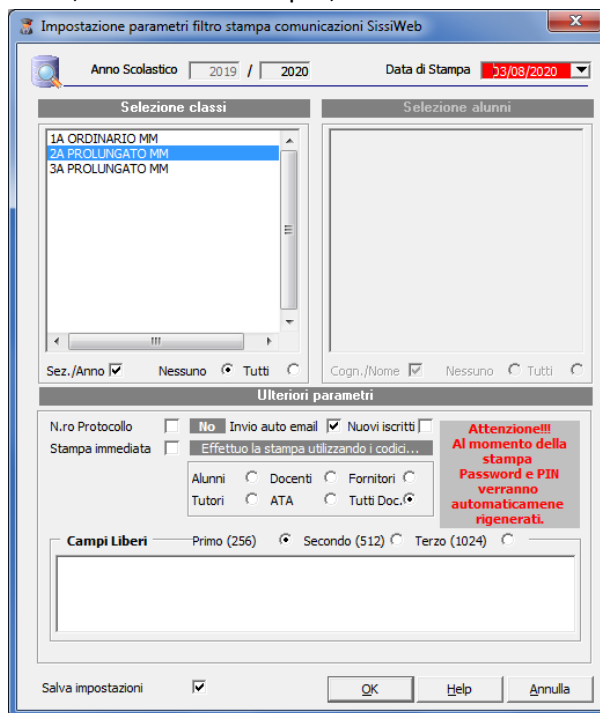 Impostazione parametri filtro stampa comunicazioni SissiWeb
Anno Scolastico 2019 / 2020 Data di Stampa 03/08/2020
Selezione classi Selezione alunni
1A ORDINARIO MM
2A PROLUNGATO MM
3A PROLUNGATO MM
Sez./Anno Nessuno Tutti Cogn./Nome Nessuno Tutti
Ulteriori parametri
N.ro Protocollo No Invio auto email Nuovi iscritti
Stampa immediata Effettuo la stampa utilizzando i codici...
Alunni Docenti Fornitori
Tutori ATA Tutti Doc.
Attenzione!!!
Al momento della
stampa
Password e PIN
verranno
automaticamene
rigenerati.
Campi Liberi Primo (256) Secondo (512) Terzo (1024)
Salva impostazioni OK Help Annulla